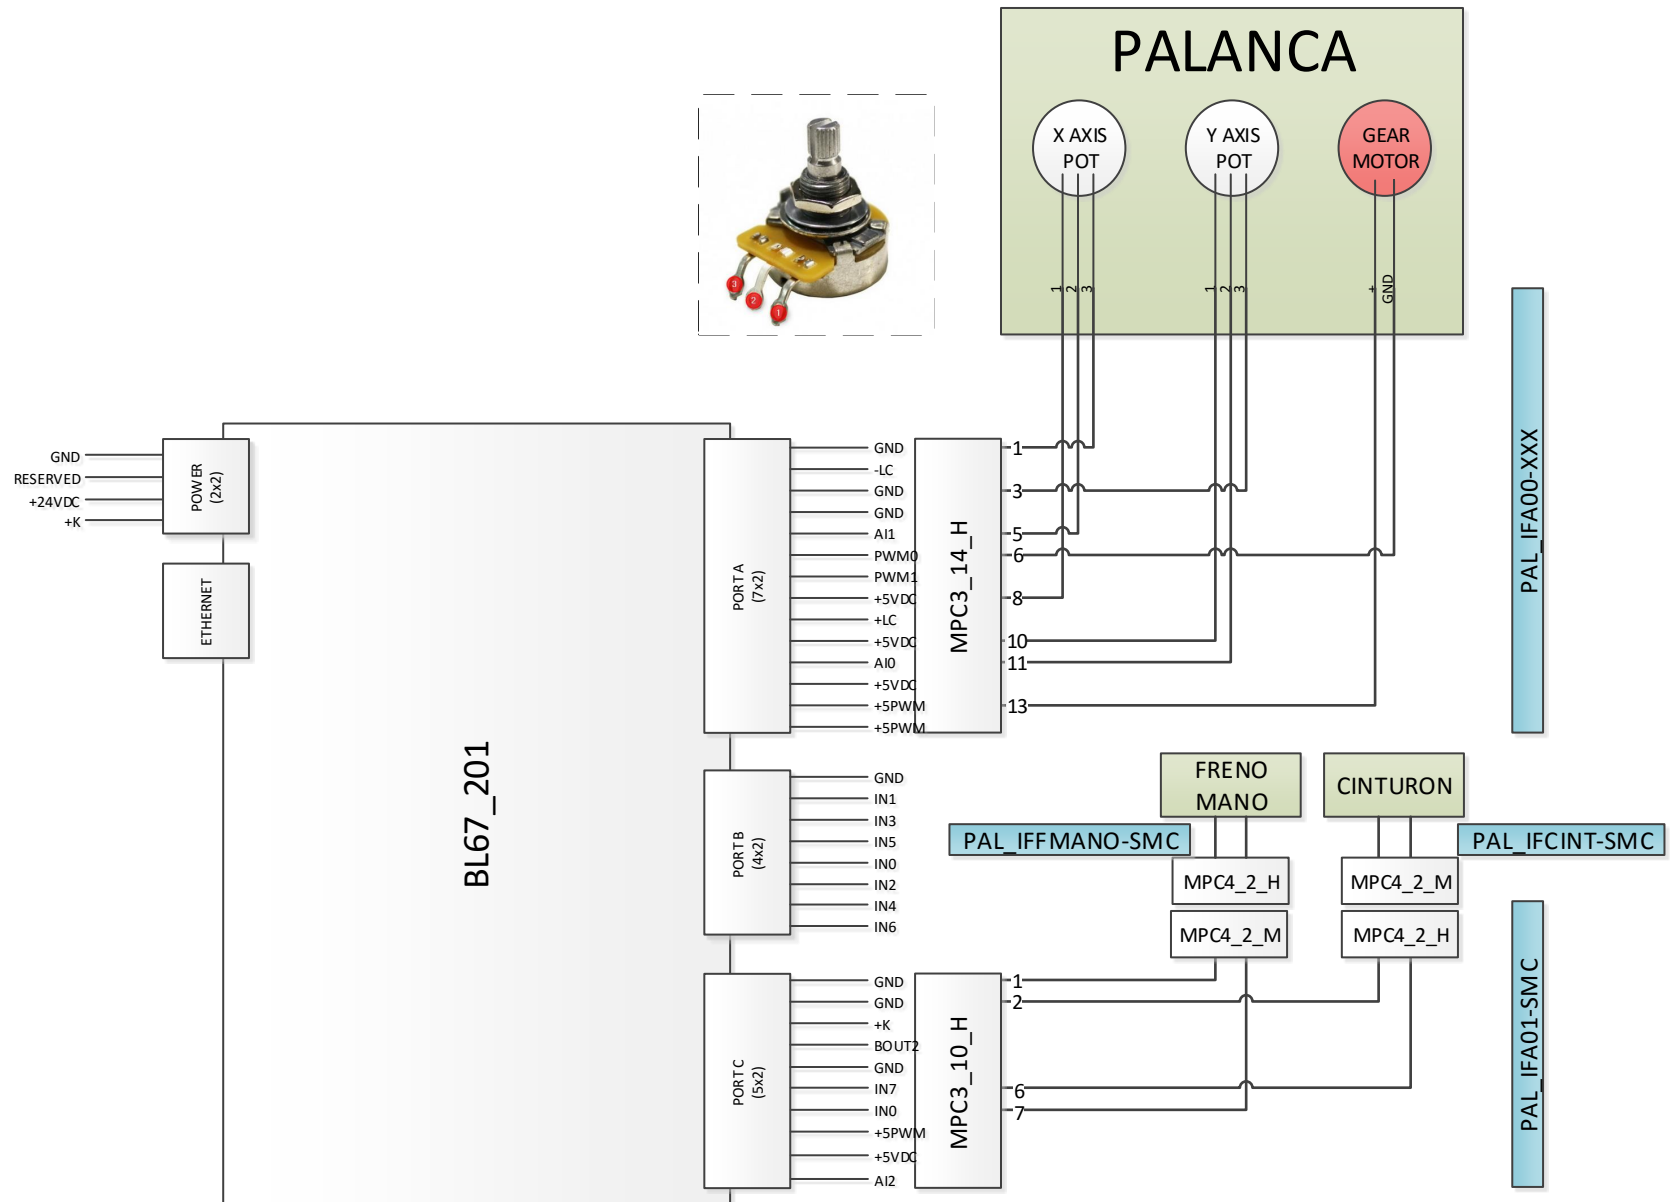 PALANCA
X AXIS
POT
Y AXIS
POT
GEAR
MOTOR
1
2
3
1
2
3
+
GND
3
2
1
PAL_IFA00-XXX
GND
RESERVED
+24VDC
+K
POWER
(2x2)
ETHERNET
BL67_201
PORT A
(7x2)
GND
-LC
GND
GND
AI1
PWM0
PWM1
+5VDC
+LC
+5VDC
AI0
+5VDC
+5PWM
+5PWM
MPC3_14_H
1
3
5
6
8
10
11
13
PORT B
(4x2)
GND
IN1
IN3
IN5
IN0
IN2
IN4
IN6
FRENO
MANO
CINTURON
PAL_IFFMANO-SMC
PAL_IFCINT-SMC
MPC4_2_H
MPC4_2_M
MPC4_2_M
MPC4_2_H
PORT C
(5x2)
GND
GND
+K
BOUT2
GND
IN7
IN0
+5PWM
+5VDC
AI2
MPC3_10_H
1
2
6
7
PAL_IFA01-SMC